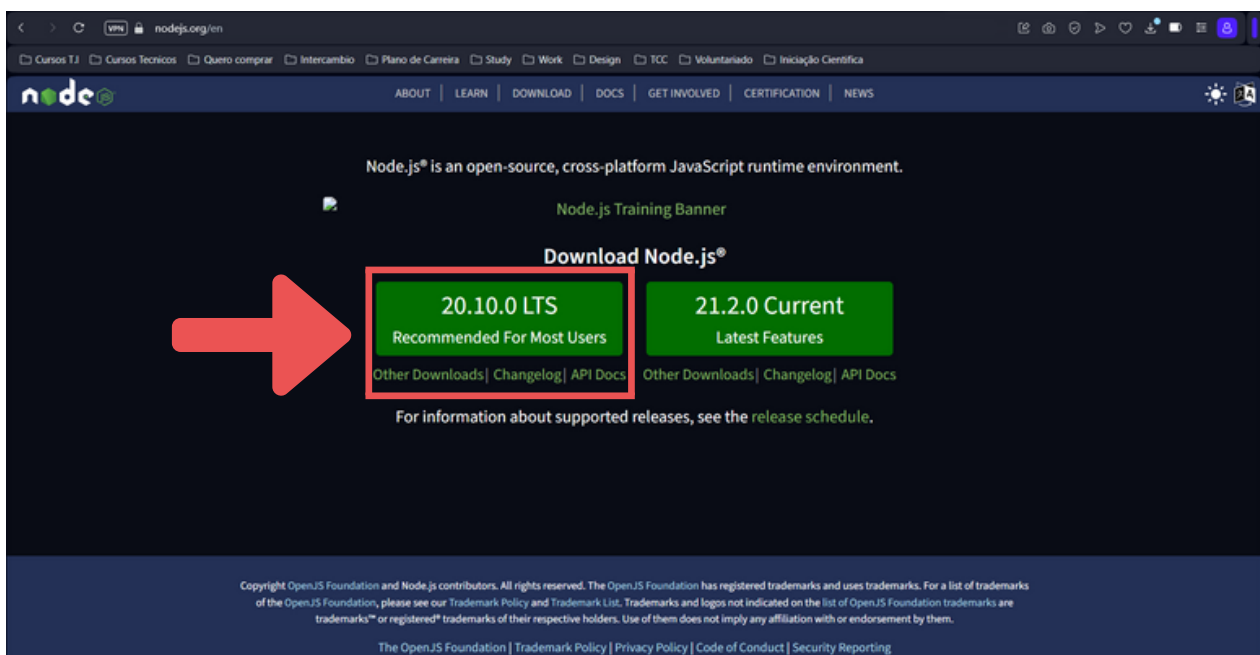 VPN nodejs.org/en
Cursos TJ Cursos Tecnicos Quero comprar Intercambio Plano de Carreira Study Work Design TCC Voluntariado Iniciação Científica
node JS ABOUT | LEARN | DOWNLOAD | DOCS | GET INVOLVED | CERTIFICATION | NEWS
Node.js® is an open-source, cross-platform JavaScript runtime environment.
Node.js Training Banner
Download Node.js®
20.10.0 LTS 21.2.0 Current
Recommended For Most Users Latest Features
Other Downloads| Changelog| API Docs Other Downloads| Changelog| API Docs
For information about supported releases, see the release schedule.
Copyright OpenJS Foundation and Node.js contributors. All rights reserved. The OpenJS Foundation has registered trademarks and uses trademarks. For a list of trademarks
of the OpenJS Foundation, please see our Trademark Policy and Trademark List. Trademarks and logos not indicated on the list of OpenJS Foundation trademarks are
trademarks™ or registered® trademarks of their respective holders. Use of them does not imply any affiliation with or endorsement by them.
The OpenJS Foundation | Trademark Policy | Privacy Policy | Code of Conduct | Security Reporting